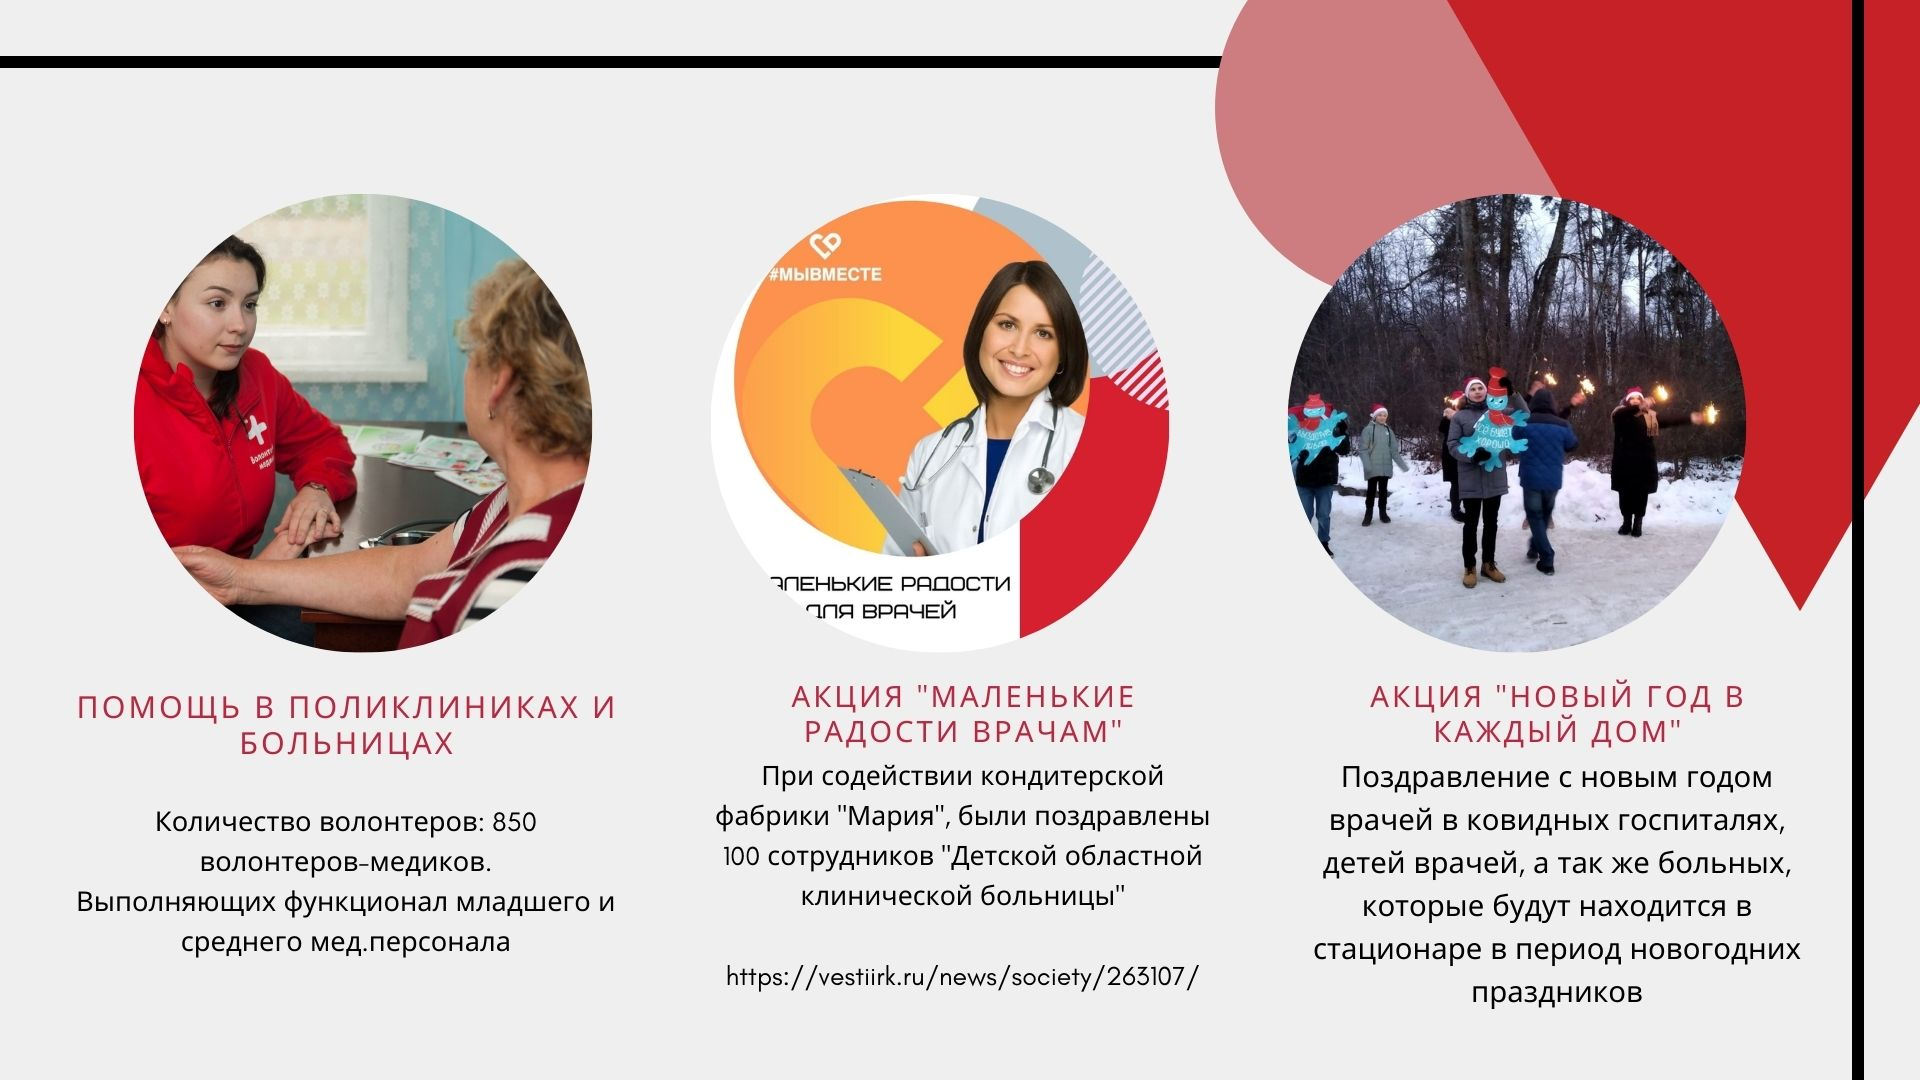 #МЫВМЕСТЕ
РАДОСТИ
ВРАЧЕЙ
ВСЁ БУДЕТ
ХОРОШО
ПОМОЩЬ В ПОЛИКЛИНИКАХ И
БОЛЬНИЦАХ
Количество волонтеров: 850
волонтеров-медиков.
Выполняющих функционал младшего и
среднего мед.персонала
АКЦИЯ "МАЛЕНЬКИЕ
РАДОСТИ ВРАЧАМ"
При содействии кондитерской
фабрики "Мария", были поздравлены
100 сотрудников "Детской областной
клинической больницы"
https://vestiirk.ru/news/society/263107/
АКЦИЯ "НОВЫЙ ГОД В
КАЖДЫЙ ДОМ"
Поздравление с новым годом
врачей в ковидных госпиталях,
детей врачей, а так же больных,
которые будут находится в
стационаре в период новогодних
праздников